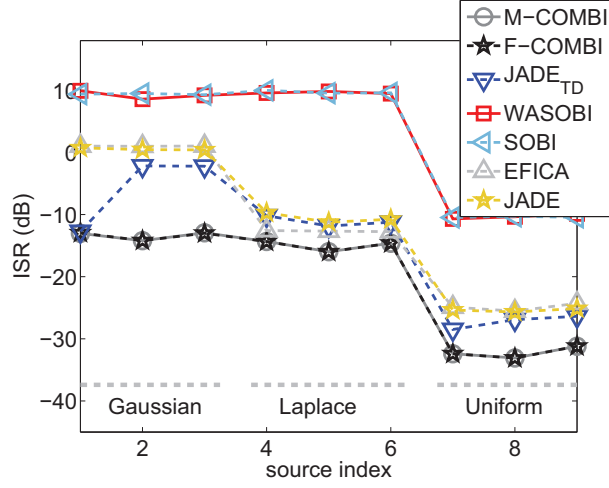 M−COMBI
F−COMBI
JADE_TD
WASOBI
SOBI
EFICA
JADE
10
0
−10
−20
−30
−40
ISR (dB)
Gaussian Laplace Uniform
2 4 6 8
source index